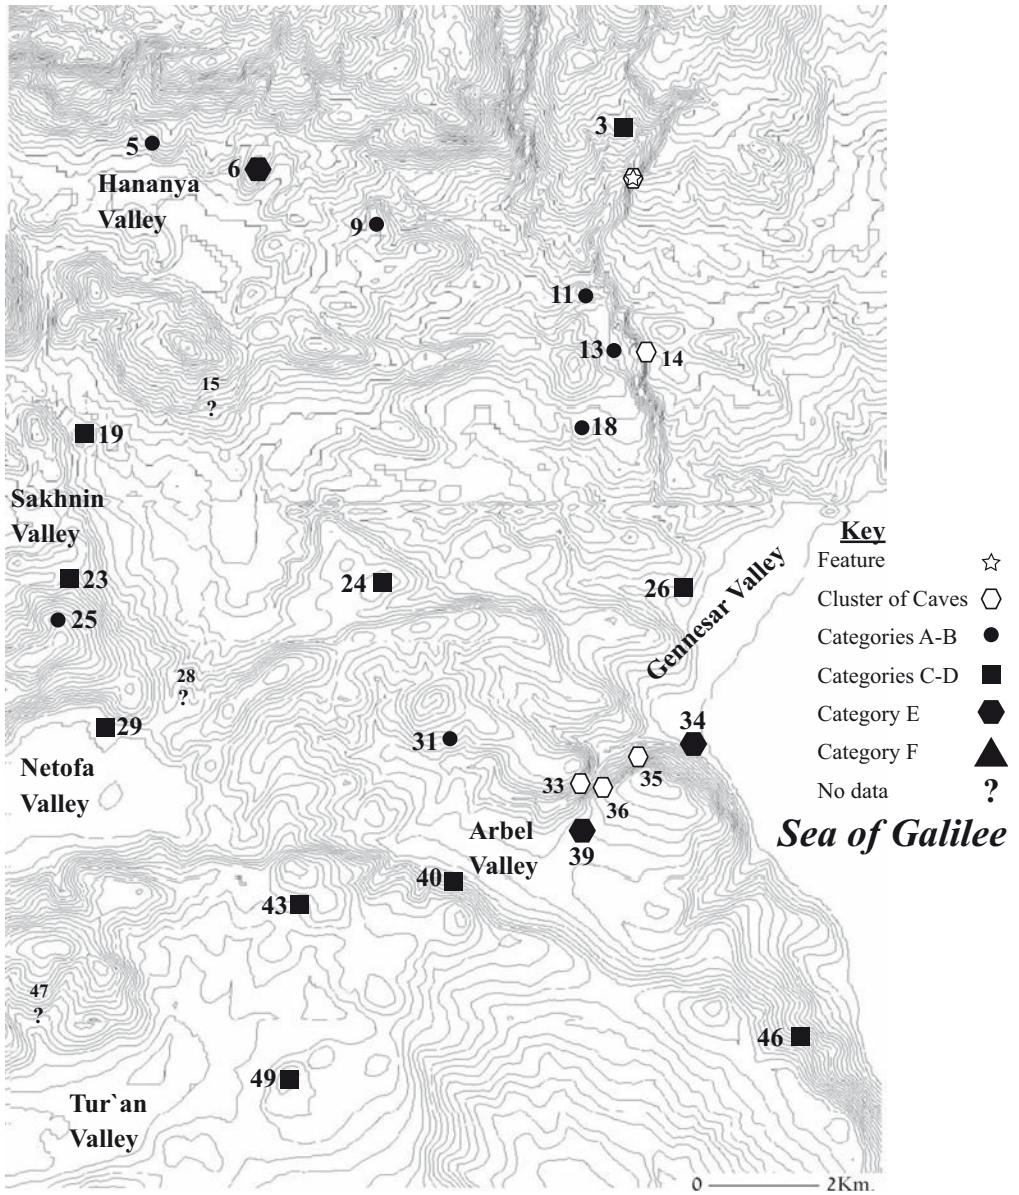 3
5
6
Hananya
Valley
9
11
13
14
15
?
18
19
Sakhnin
Valley
23
24
25
26
Gennesar Valley
28
?
29
Netofa
Valley
31
33
34
35
36
Arbel
Valley
39
40
43
46
47
?
49
Tur`an
Valley
Key
Feature
Cluster of Caves
Categories A-B
Categories C-D
Category E
Category F
No data ?
Sea of Galilee
0 2Km.